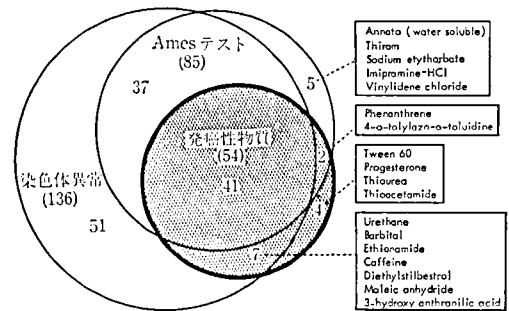 Amesテスト
(85)
37
5
発癌性物質
(54)
2
41
4
染色体異常
(136)
51
7
Annata (water soluble)
Thiram
Sodium etytharbate
Imipramine-HCl
Vinylidene chloride
Phenanthrene
4-o-tolylazo-o-toluidine
Tween 60
Progesterone
Thiourea
Thioacetamide
Urethane
Barbital
Ethionamide
Caffeine
Diethylstilbestrol
Maleic anhydride
3-hydroxy anthranilic acid